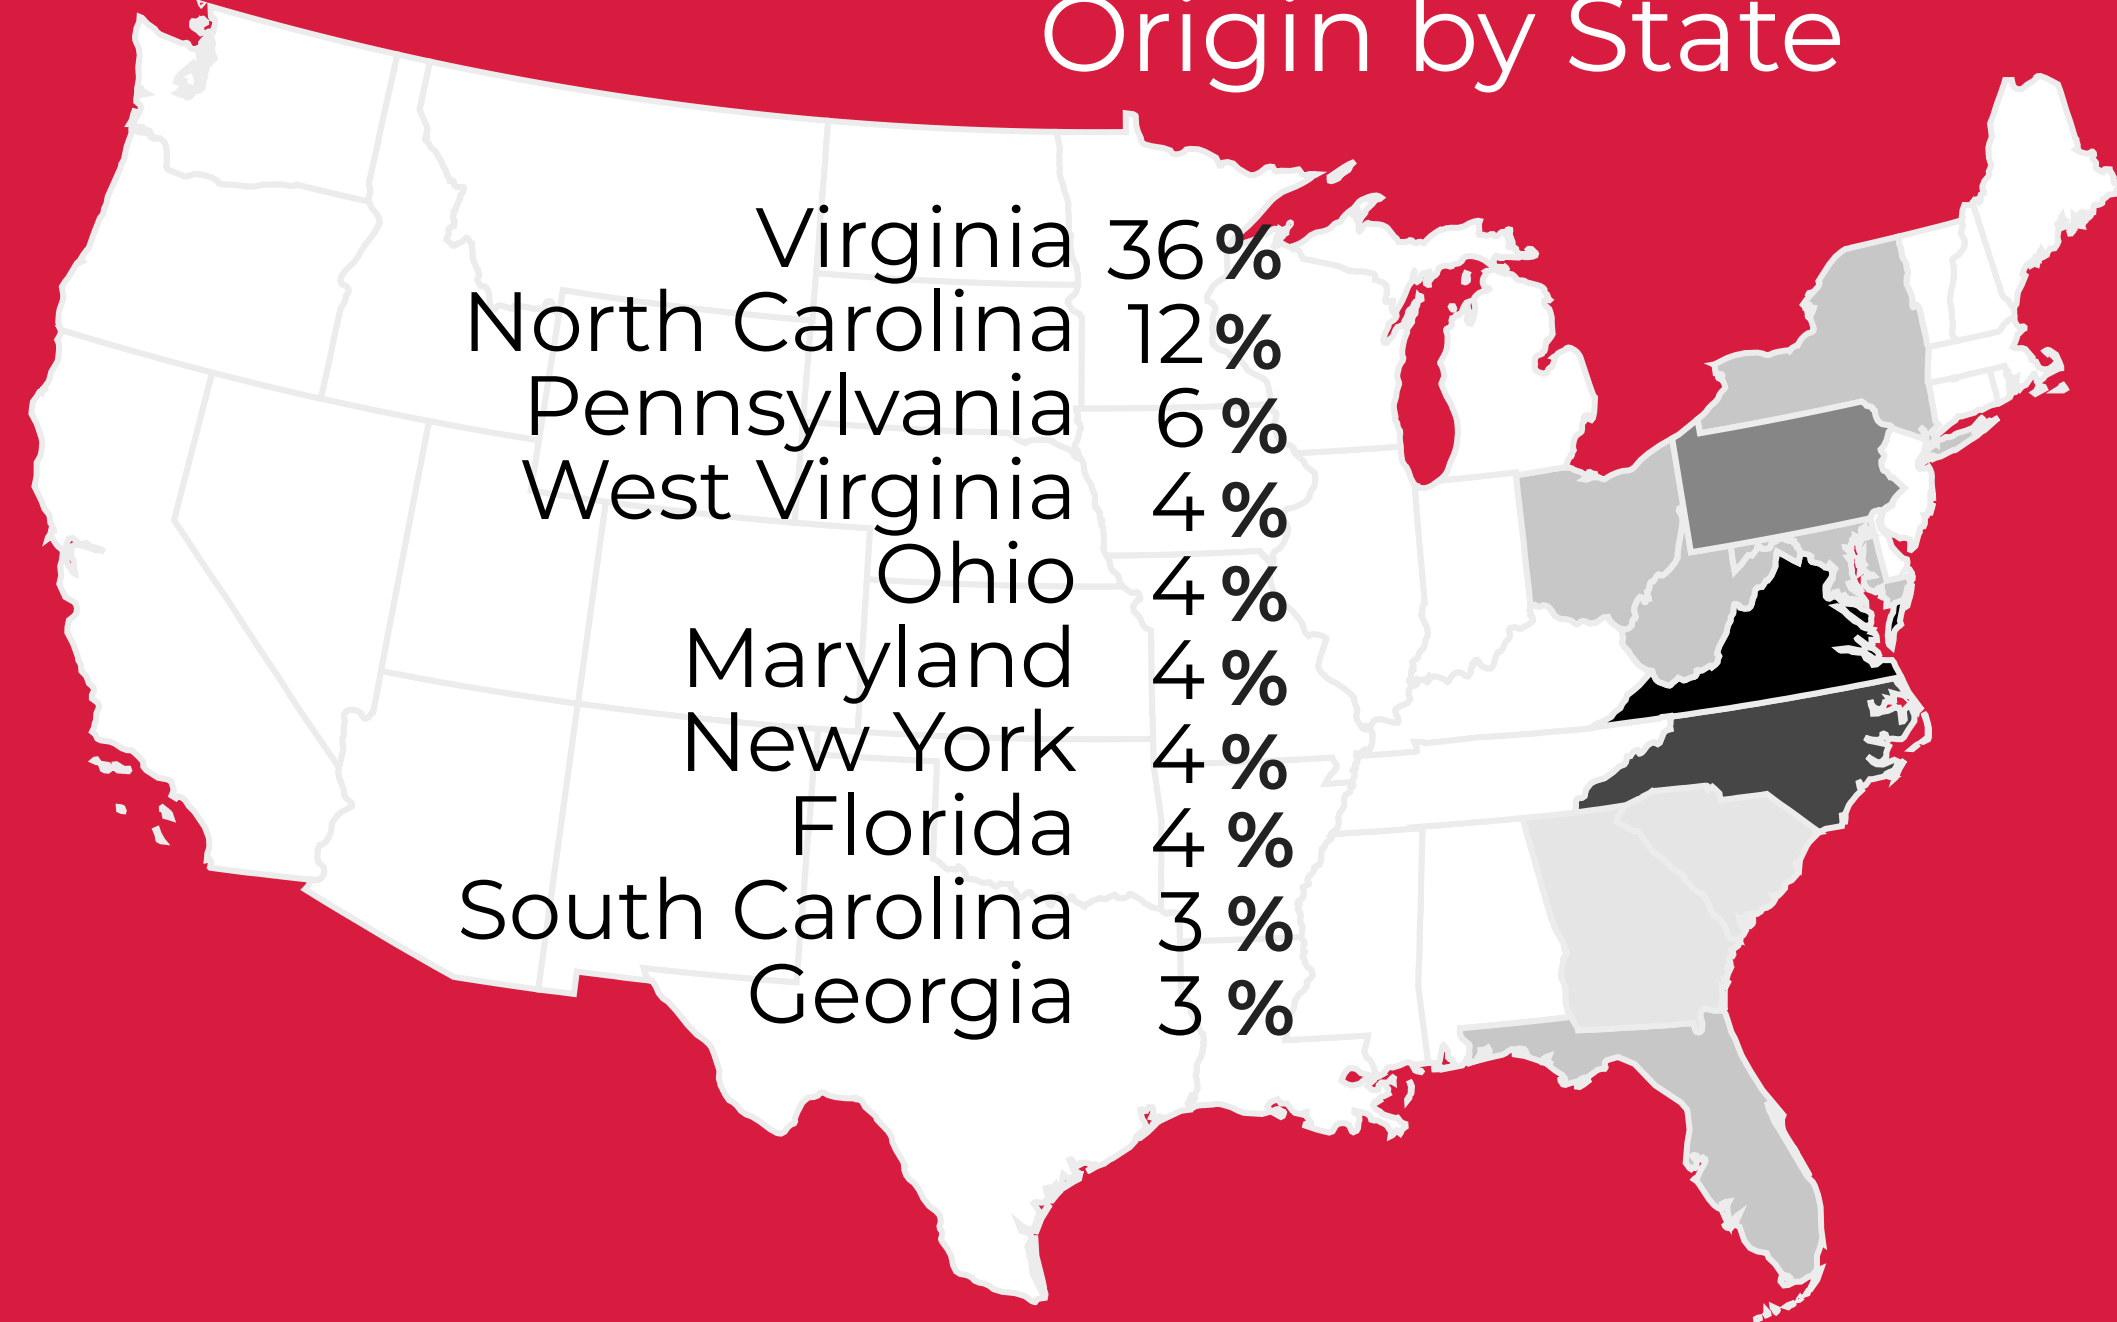 Origin by State
Virginia 36 %
North Carolina 12 %
Pennsylvania 6 %
West Virginia 4 %
Ohio 4 %
Maryland 4 %
New York 4 %
Florida 4 %
South Carolina 3 %
Georgia 3 %